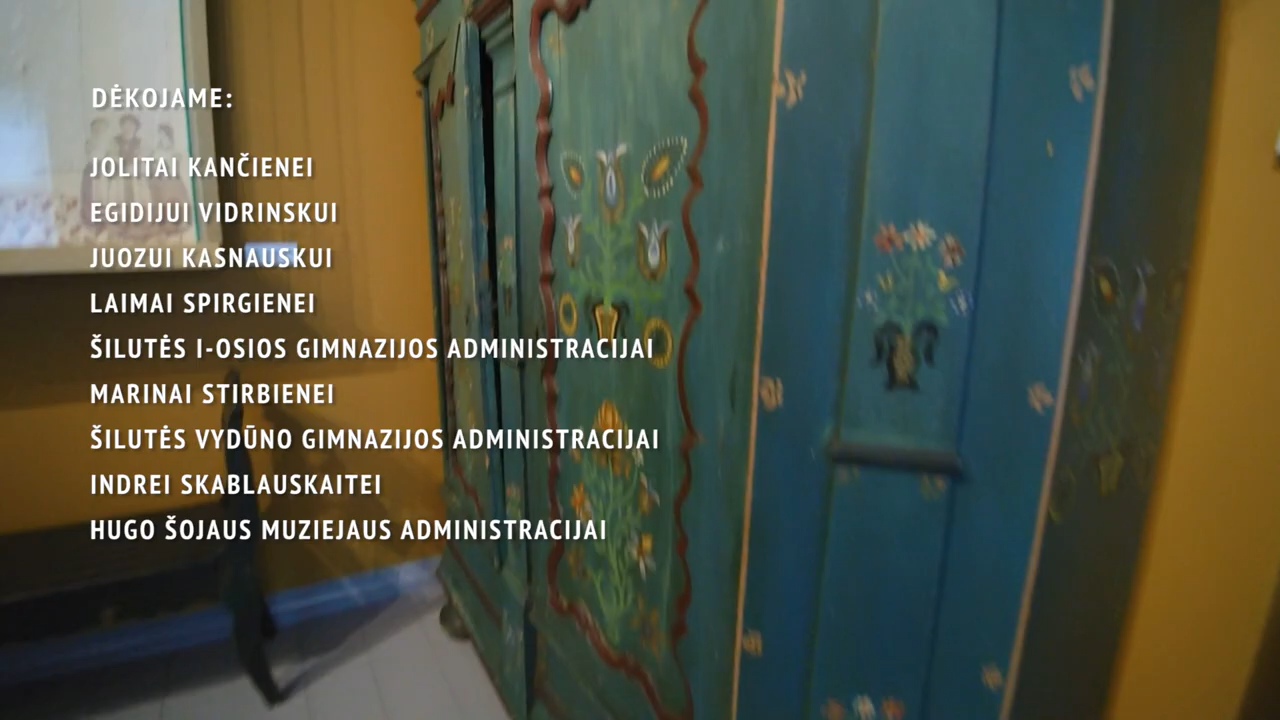 DĖKOJAME:
JOLITAI KANČIENEI
EGIDIJUI VIDRINSKUI
JUOZUI KASNAUSKUI
LAIMAI SPIRGIENEI
ŠILUTĖS I-OSIOS GIMNAZIJOS ADMINISTRACIJAI
MARINAI STIRBIENEI
ŠILUTĖS VYDŪNO GIMNAZIJOS ADMINISTRACIJAI
INDREI SKABLAUSKAITEI
HUGO ŠOJAUS MUZIEJAUS ADMINISTRACIJAI